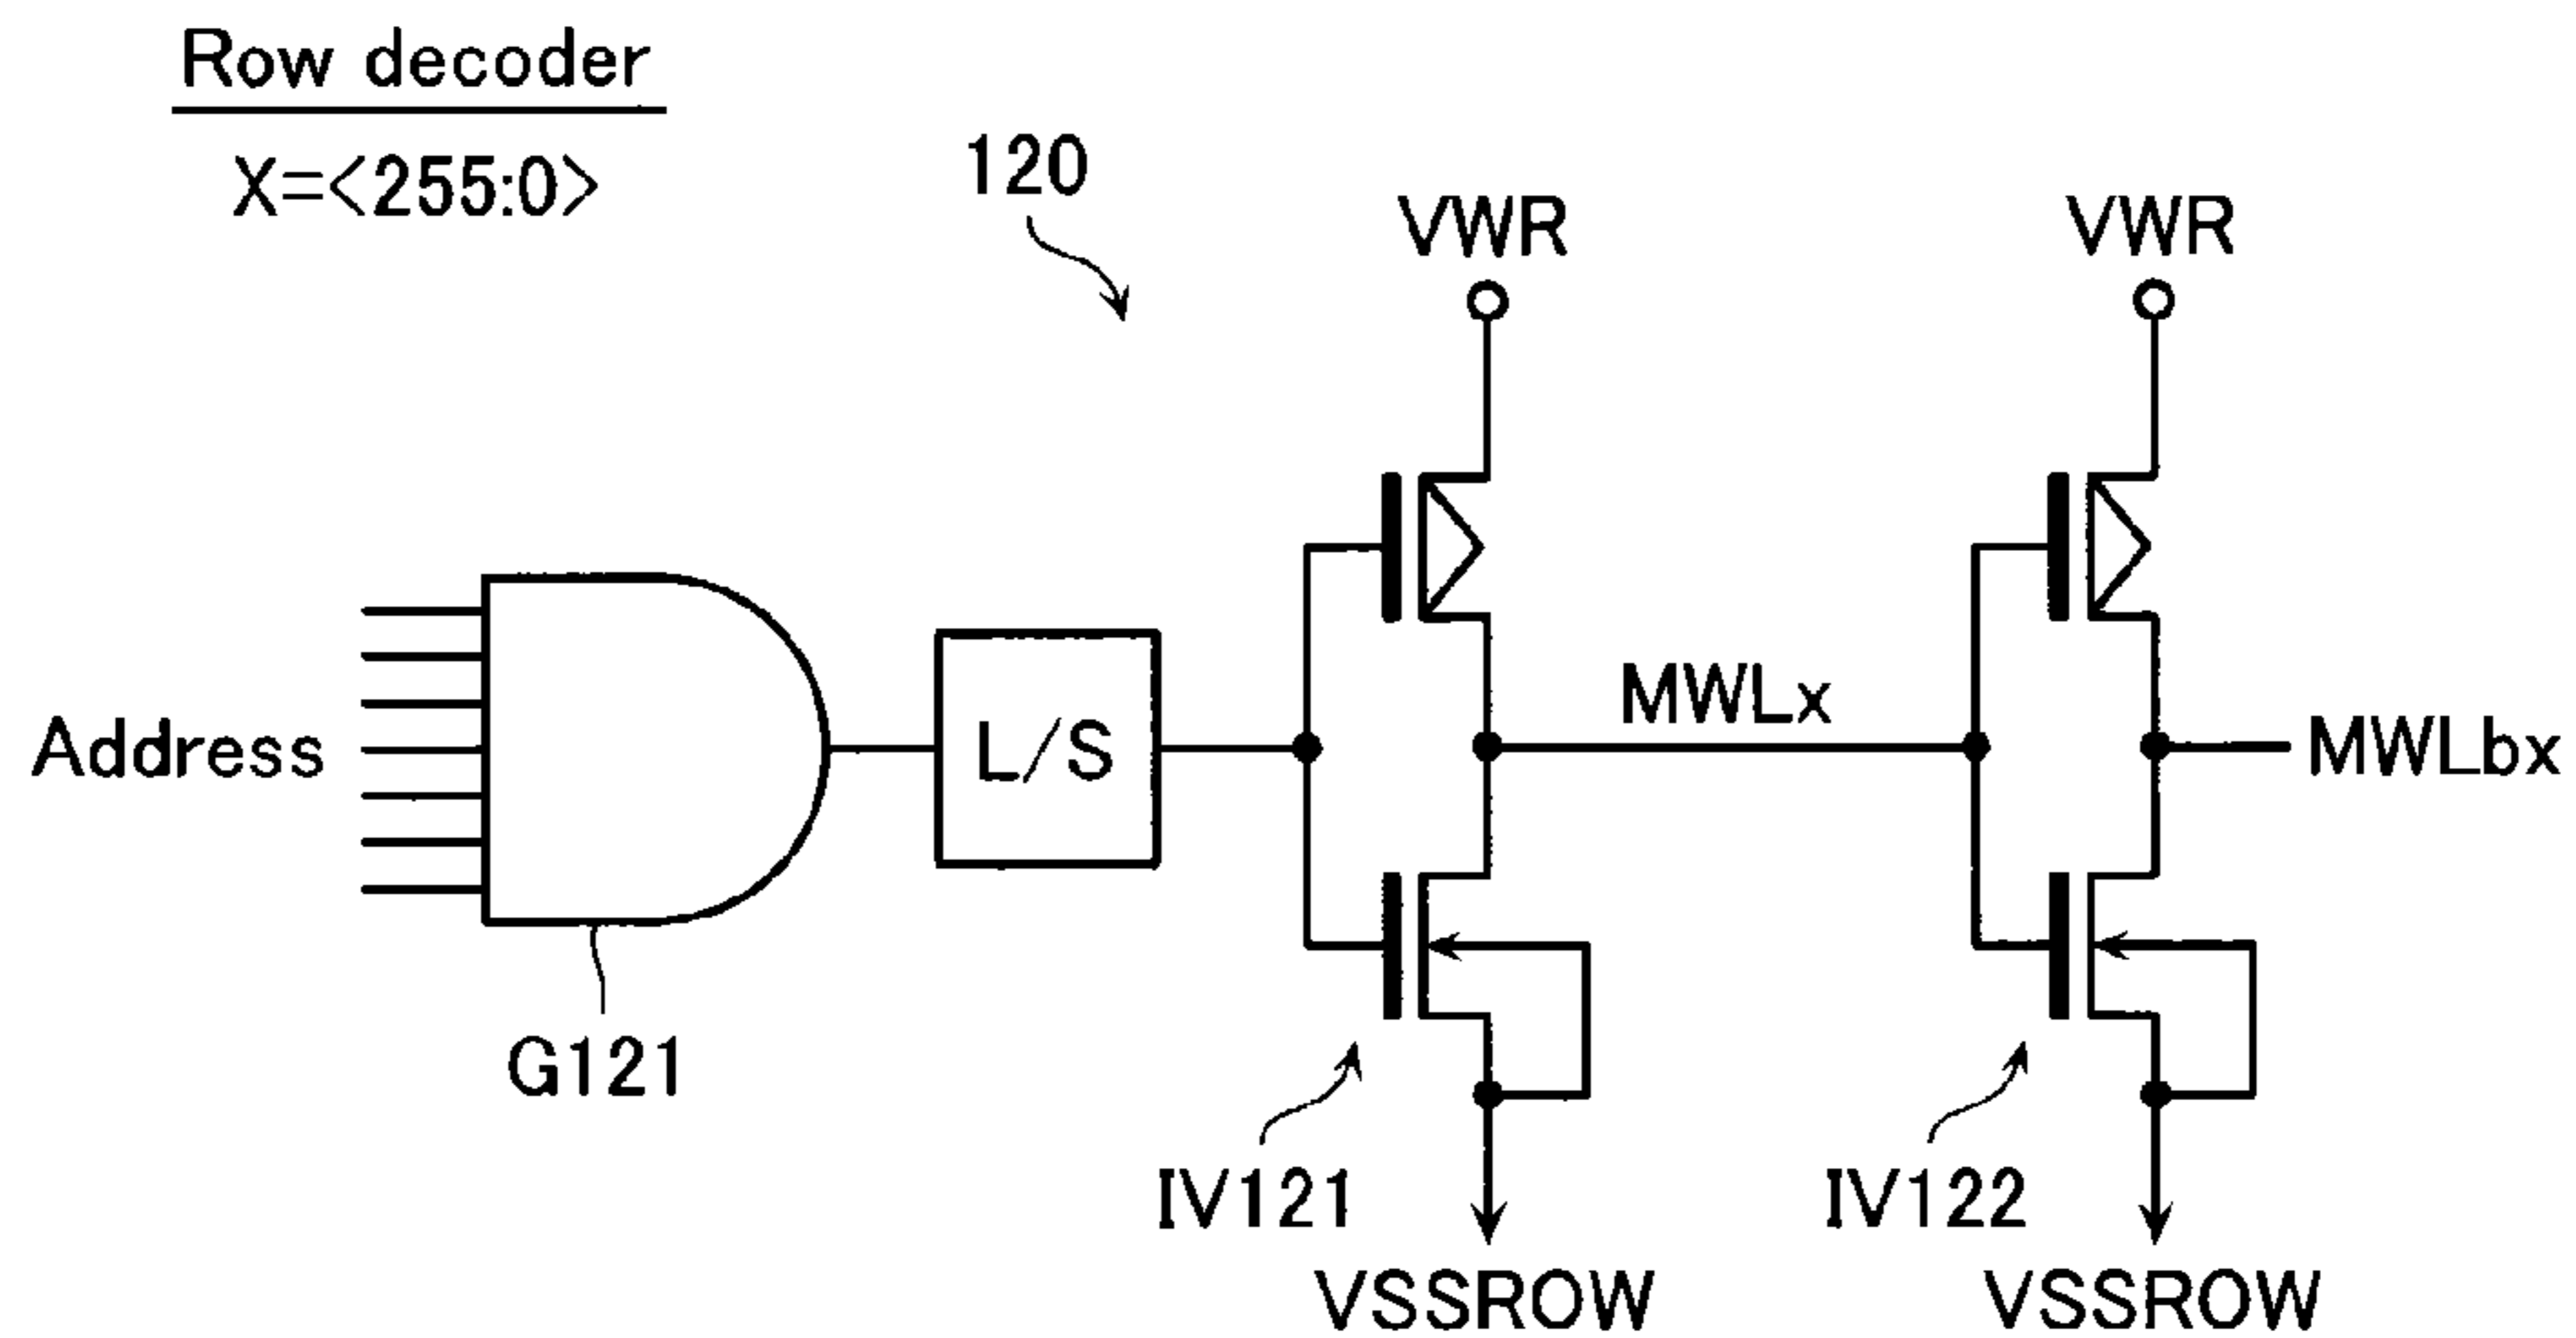 Row decoder
X=<255:0>
120
VWR
VWR
Address
L/S
MWLx
MWLbx
G121
IV121
IV122
VSSROW
VSSROW